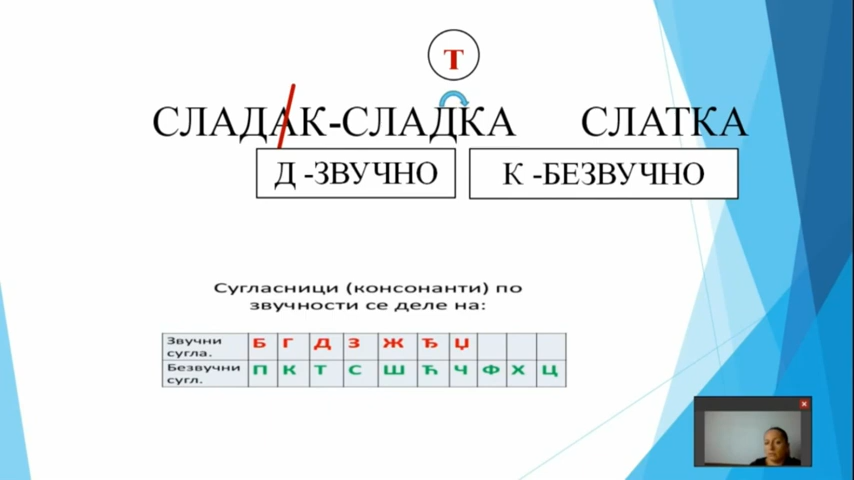 Т
СЛАДАК-СЛАДКА СЛАТКА
Д -ЗВУЧНО К -БЕЗВУЧНО
Сугласници (консонанти) по
звучности се деле на:
Звучни сугла. Б Г Д З Ж Ђ Џ
Безвучни сугл. П К Т С Ш Ћ Ч Ф Х Ц